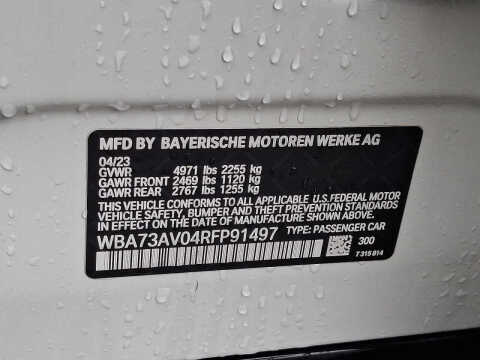 MFD BY BAYERISCHE MOTOREN WERKE AG
04/23
GVWR 4971 lbs 2255 kg
GAWR FRONT 2469 lbs 1120 kg
GAWR REAR 2767 lbs 1255 kg
THIS VEHICLE CONFORMS TO ALL APPLICABLE U.S. FEDERAL MOTOR
VEHICLE SAFETY, BUMPER, AND THEFT PREVENTION STANDARDS
IN EFFECT ON THE DATE OF MANUFACTURE SHOWN ABOVE.
WBA73AV04RFP91497 TYPE: PASSENGER CAR
300
7 315 814